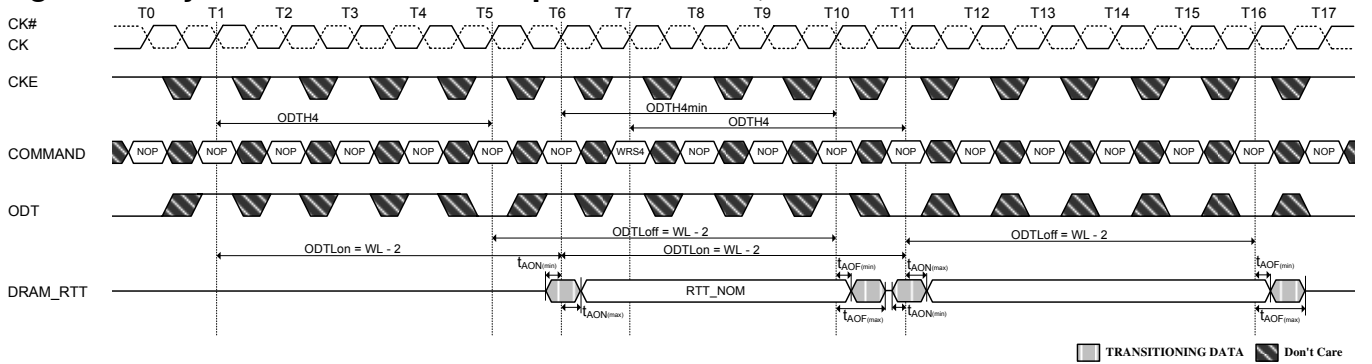 T0 T1 T2 T3 T4 T5 T6 T7 T8 T9 T10 T11 T12 T13 T14 T15 T16 T17
CK#
CK
CKE
ODTH4min
ODTH4 ODTH4
COMMAND NOP NOP NOP NOP NOP NOP NOP WRS4 NOP NOP NOP NOP NOP NOP NOP NOP NOP NOP
ODT
ODTLoff = WL - 2 ODTLoff = WL - 2
ODTLon = WL - 2 ODTLon = WL - 2
tAON(min) tAOF(min) tAON(max) tAOF(min)
DRAM_RTT RTT_NOM
tAON(max) tAOF(max) tAON(min) tAOF(max)
TRANSITIONING DATA Don't Care